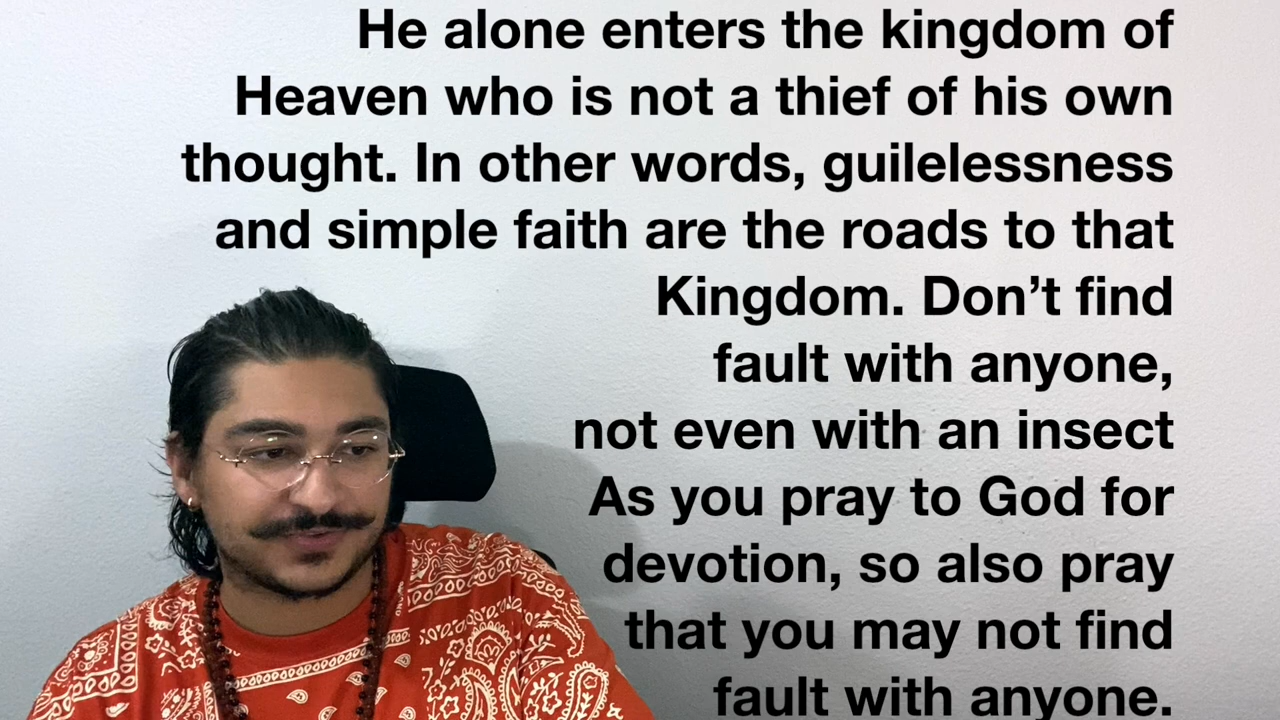 He alone enters the kingdom of
Heaven who is not a thief of his own
thought. In other words, guilelessness
and simple faith are the roads to that
Kingdom. Don’t find
fault with anyone,
not even with an insect
As you pray to God for
devotion, so also pray
that you may not find
fault with anyone.